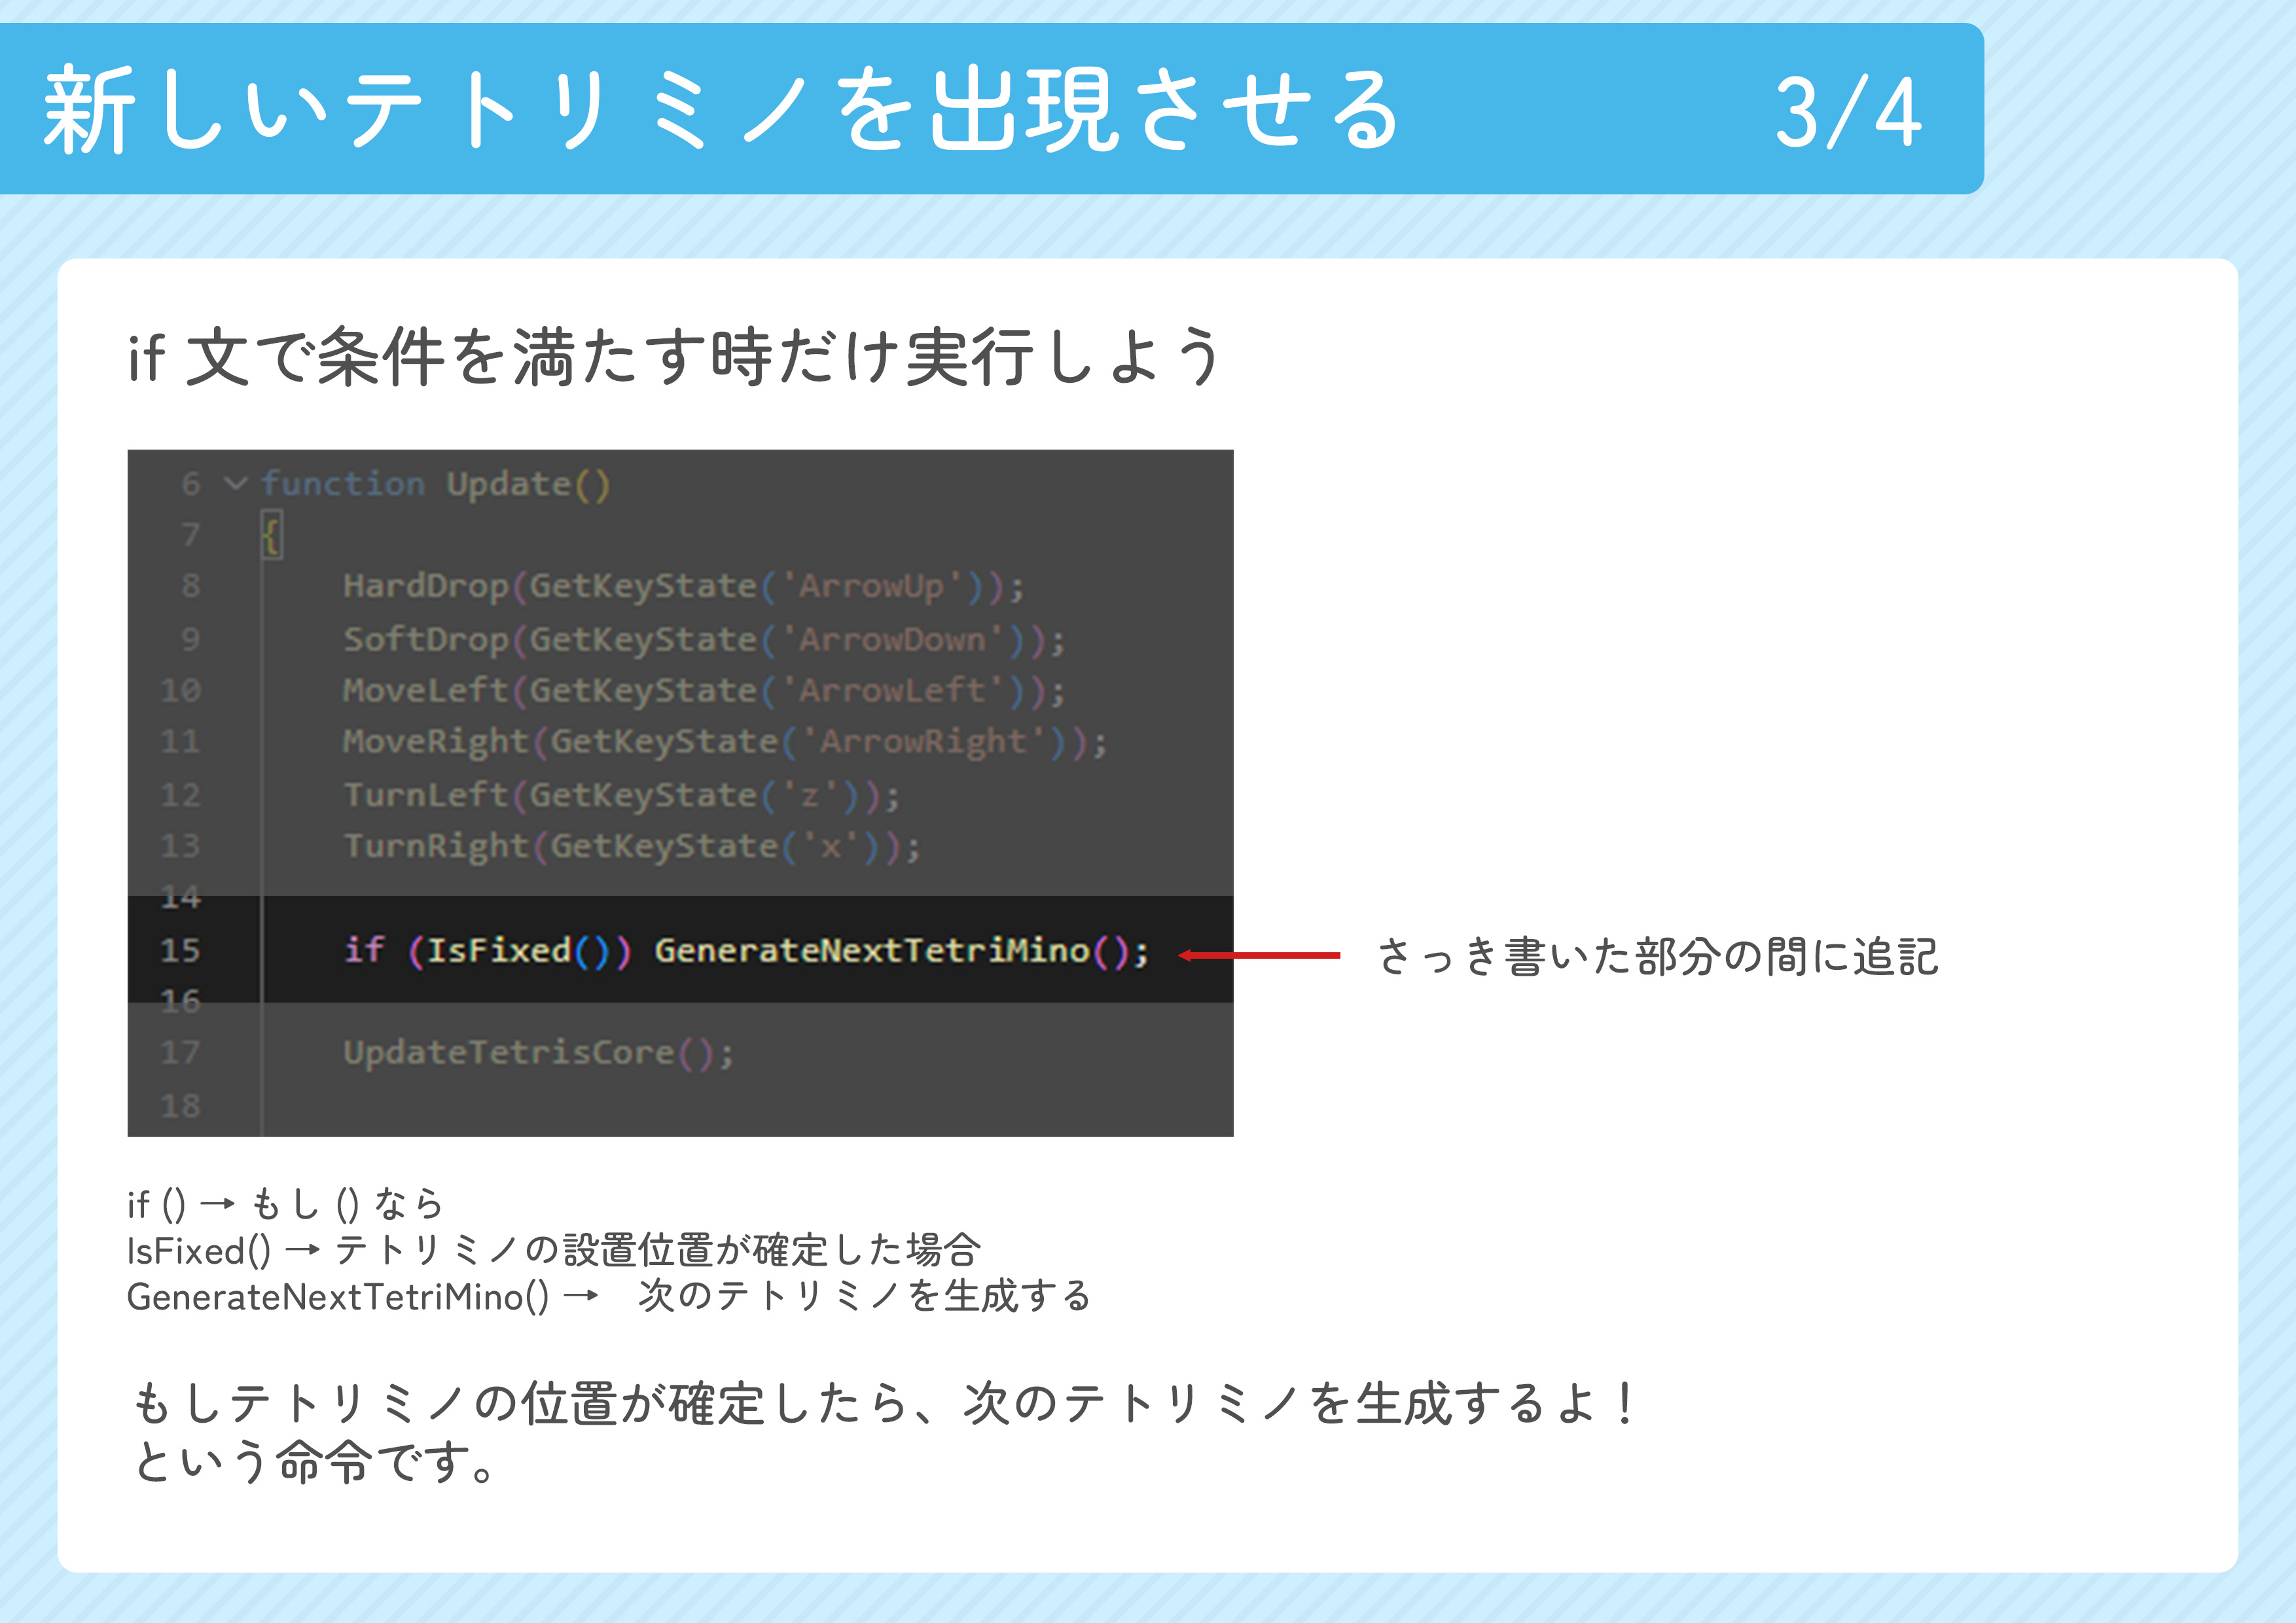 新しいテトリミノを出現させる 3/4
if 文で条件を満たす時だけ実行しよう
6 function Update()
7 {
8 HardDrop(GetKeyState('ArrowUp'));
9 SoftDrop(GetKeyState('ArrowDown'));
10 MoveLeft(GetKeyState('ArrowLeft'));
11 MoveRight(GetKeyState('ArrowRight'));
12 TurnLeft(GetKeyState('z'));
13 TurnRight(GetKeyState('x'));
14
15 if (IsFixed()) GenerateNextTetriMino();
さっき書いた部分の間に追記
16
17 UpdateTetrisCore();
18
if () → もし () なら
IsFixed() → テトリミノの設置位置が確定した場合
GenerateNextTetriMino() →　次のテトリミノを生成する
もしテトリミノの位置が確定したら、次のテトリミノを生成するよ！
という命令です。